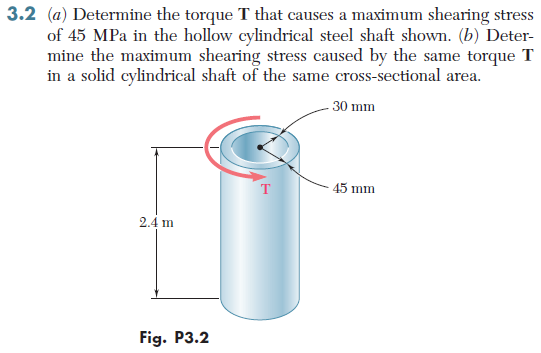 3.2 (a) Determine the torque T that causes a maximum shearing stress
of 45 MPa in the hollow cylindrical steel shaft shown. (b) Deter-
mine the maximum shearing stress caused by the same torque T
in a solid cylindrical shaft of the same cross-sectional area.
30 mm
T
45 mm
2.4 m
Fig. P3.2